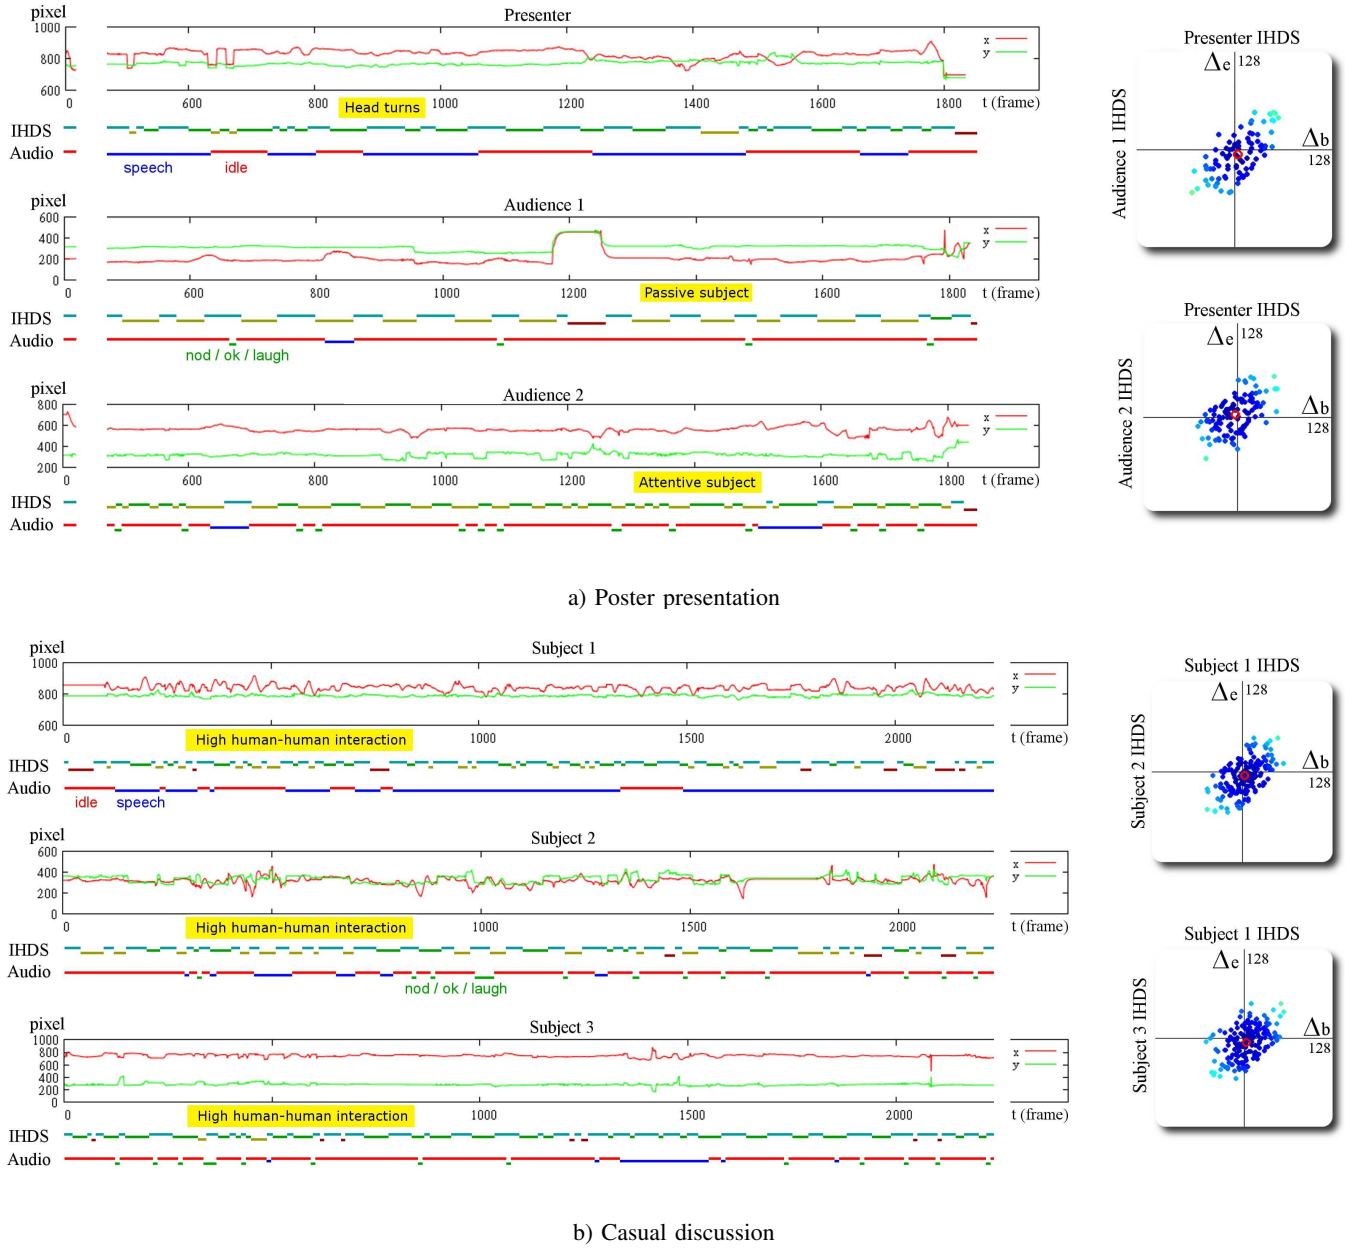 pixel
Presenter
1000
800
600
x
y
0
600
800
1000
1200
1400
1600
1800
t (frame)
Head turns
IHDS
Audio
speech
idle
Audience 1
600
400
200
0
x
y
0
600
800
1000
1200
1600
1800
t (frame)
Passive subject
IHDS
Audio
nod / ok / laugh
pixel
Audience 2
800
600
400
200
x
y
0
600
800
1000
1200
1600
1800
t (frame)
Attentive subject
IHDS
Audio
Presenter IHDS
Δe
128
Δb
128
Audience 1 IHDS
Presenter IHDS
Δe
128
Δb
128
Audience 2 IHDS
a) Poster presentation
pixel
Subject 1
1000
800
600
x
y
0
1000
1500
2000
t (frame)
High human-human interaction
IHDS
Audio
idle
speech
pixel
Subject 2
600
400
200
0
x
y
0
1000
1500
2000
t (frame)
High human-human interaction
IHDS
Audio
nod / ok / laugh
pixel
Subject 3
1000
800
600
400
200
0
x
y
0
1000
1500
2000
t (frame)
High human-human interaction
IHDS
Audio
Subject 1 IHDS
Δe
128
Δb
128
Subject 2 IHDS
Subject 1 IHDS
Δe
128
Δb
128
Subject 3 IHDS
b) Casual discussion